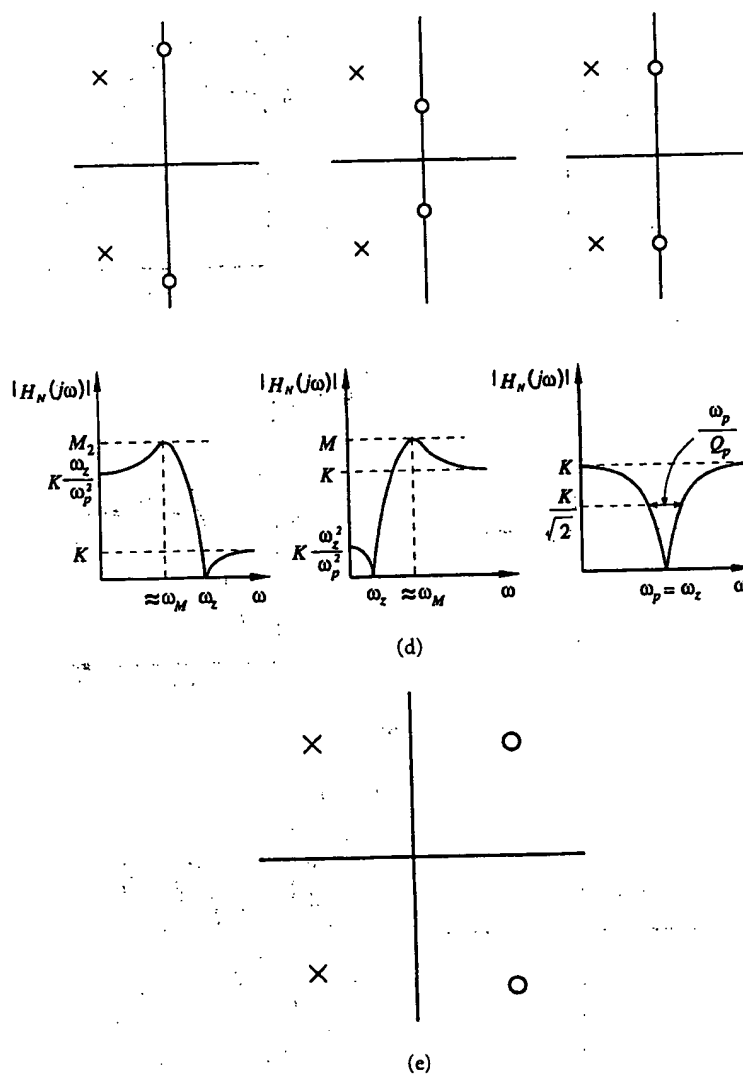 |H_N(jω)|
M_2
K ω_z/ω_p^2
K
≈ω_M ω_z ω
|H_N(jω)|
M
K
K ω_z^2/ω_p^2
ω_z ≈ω_M ω
|H_N(jω)|
ω_p/Q_p
K
K/√2
ω_p = ω_z ω
(d)
(e)